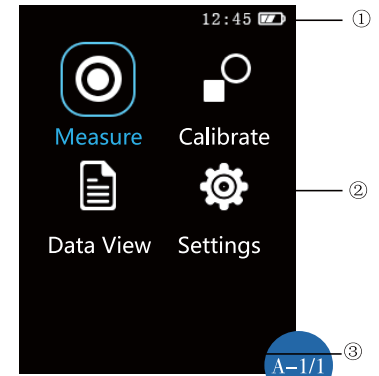 12:45
①
Measure Calibrate
②
Data View Settings
③
A-1/1